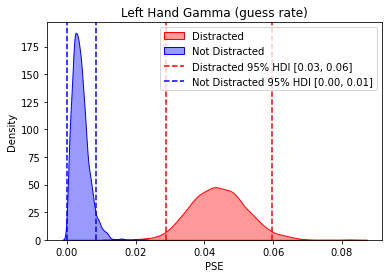 Left Hand Gamma (guess rate)
Distracted
Not Distracted
Distracted 95% HDI [0.03, 0.06]
Not Distracted 95% HDI [0.00, 0.01]
Density
175
150
125
100
75
50
25
0
0.00 0.02 0.04 0.06 0.08
PSE